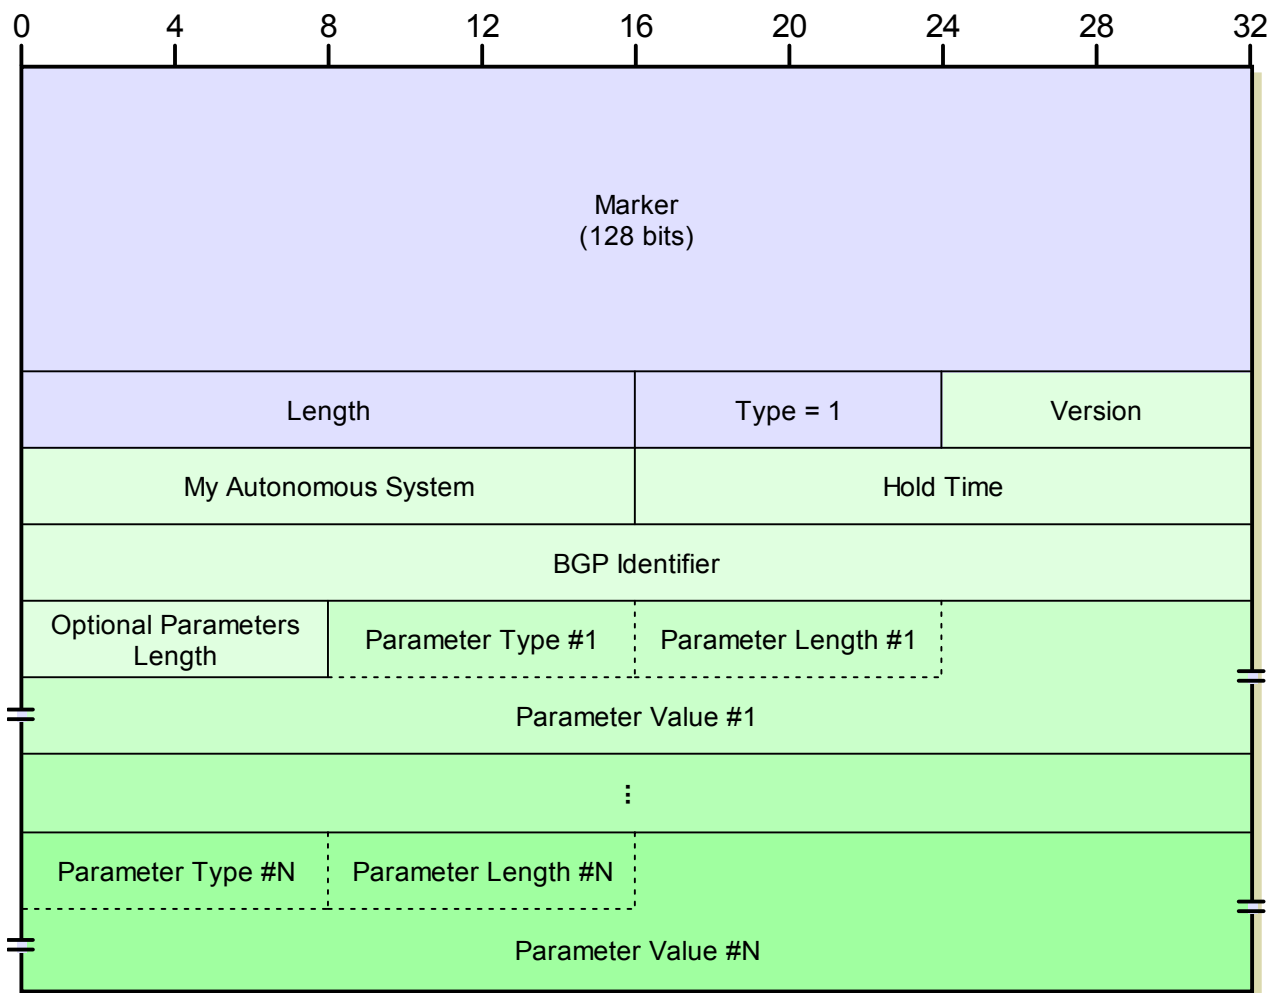 0 4 8 12 16 20 24 28 32
Marker
(128 bits)
Length Type = 1 Version
My Autonomous System Hold Time
BGP Identifier
Optional Parameters
Length
Parameter Type #1 Parameter Length #1
Parameter Value #1
...
Parameter Type #N Parameter Length #N
Parameter Value #N